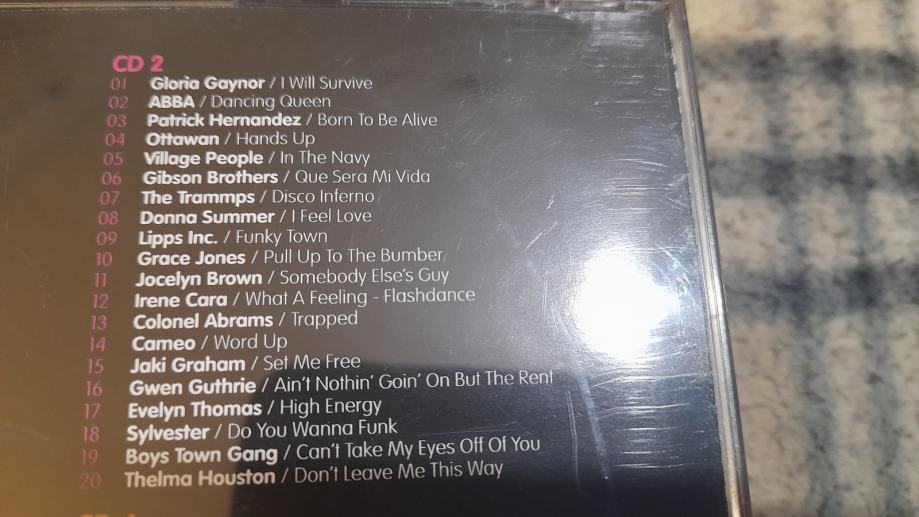 CD 2
01 Gloria Gaynor / I Will Survive
02 ABBA / Dancing Queen
03 Patrick Hernandez / Born To Be Alive
04 Ottawan / Hands Up
05 Village People / In The Navy
06 Gibson Brothers / Que Sera Mi Vida
07 The Trammps / Disco Inferno
08 Donna Summer / I Feel Love
09 Lipps Inc. / Funky Town
10 Grace Jones / Pull Up To The Bumber
11 Jocelyn Brown / Somebody Else's Guy
12 Irene Cara / What A Feeling - Flashdance
13 Colonel Abrams / Trapped
14 Cameo / Word Up
15 Jaki Graham / Set Me Free
16 Gwen Guthrie / Ain't Nothin' Goin' On But The Rent
17 Evelyn Thomas / High Energy
18 Sylvester / Do You Wanna Funk
19 Boys Town Gang / Can't Take My Eyes Off Of You
20 Thelma Houston / Don't Leave Me This Way